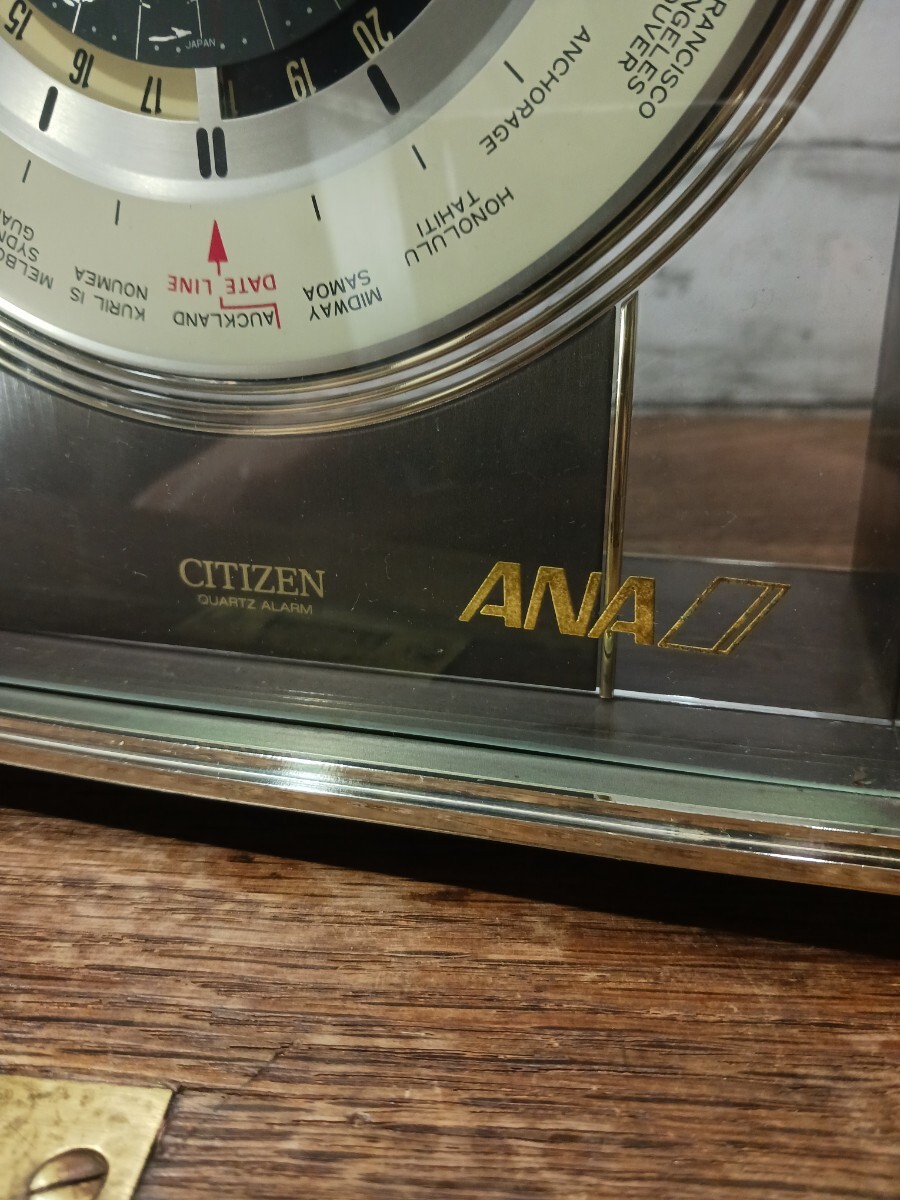 JAPAN
15
16
17
19
20
FRANCISCO
ANGELES
ANCHORAGE
HONOLULU
TAHITI
MIDWAY
SAMOA
DATE LINE
AUCKLAND
NOUMEA
KURIL IS
CITIZEN
QUARTZ ALARM
ANA